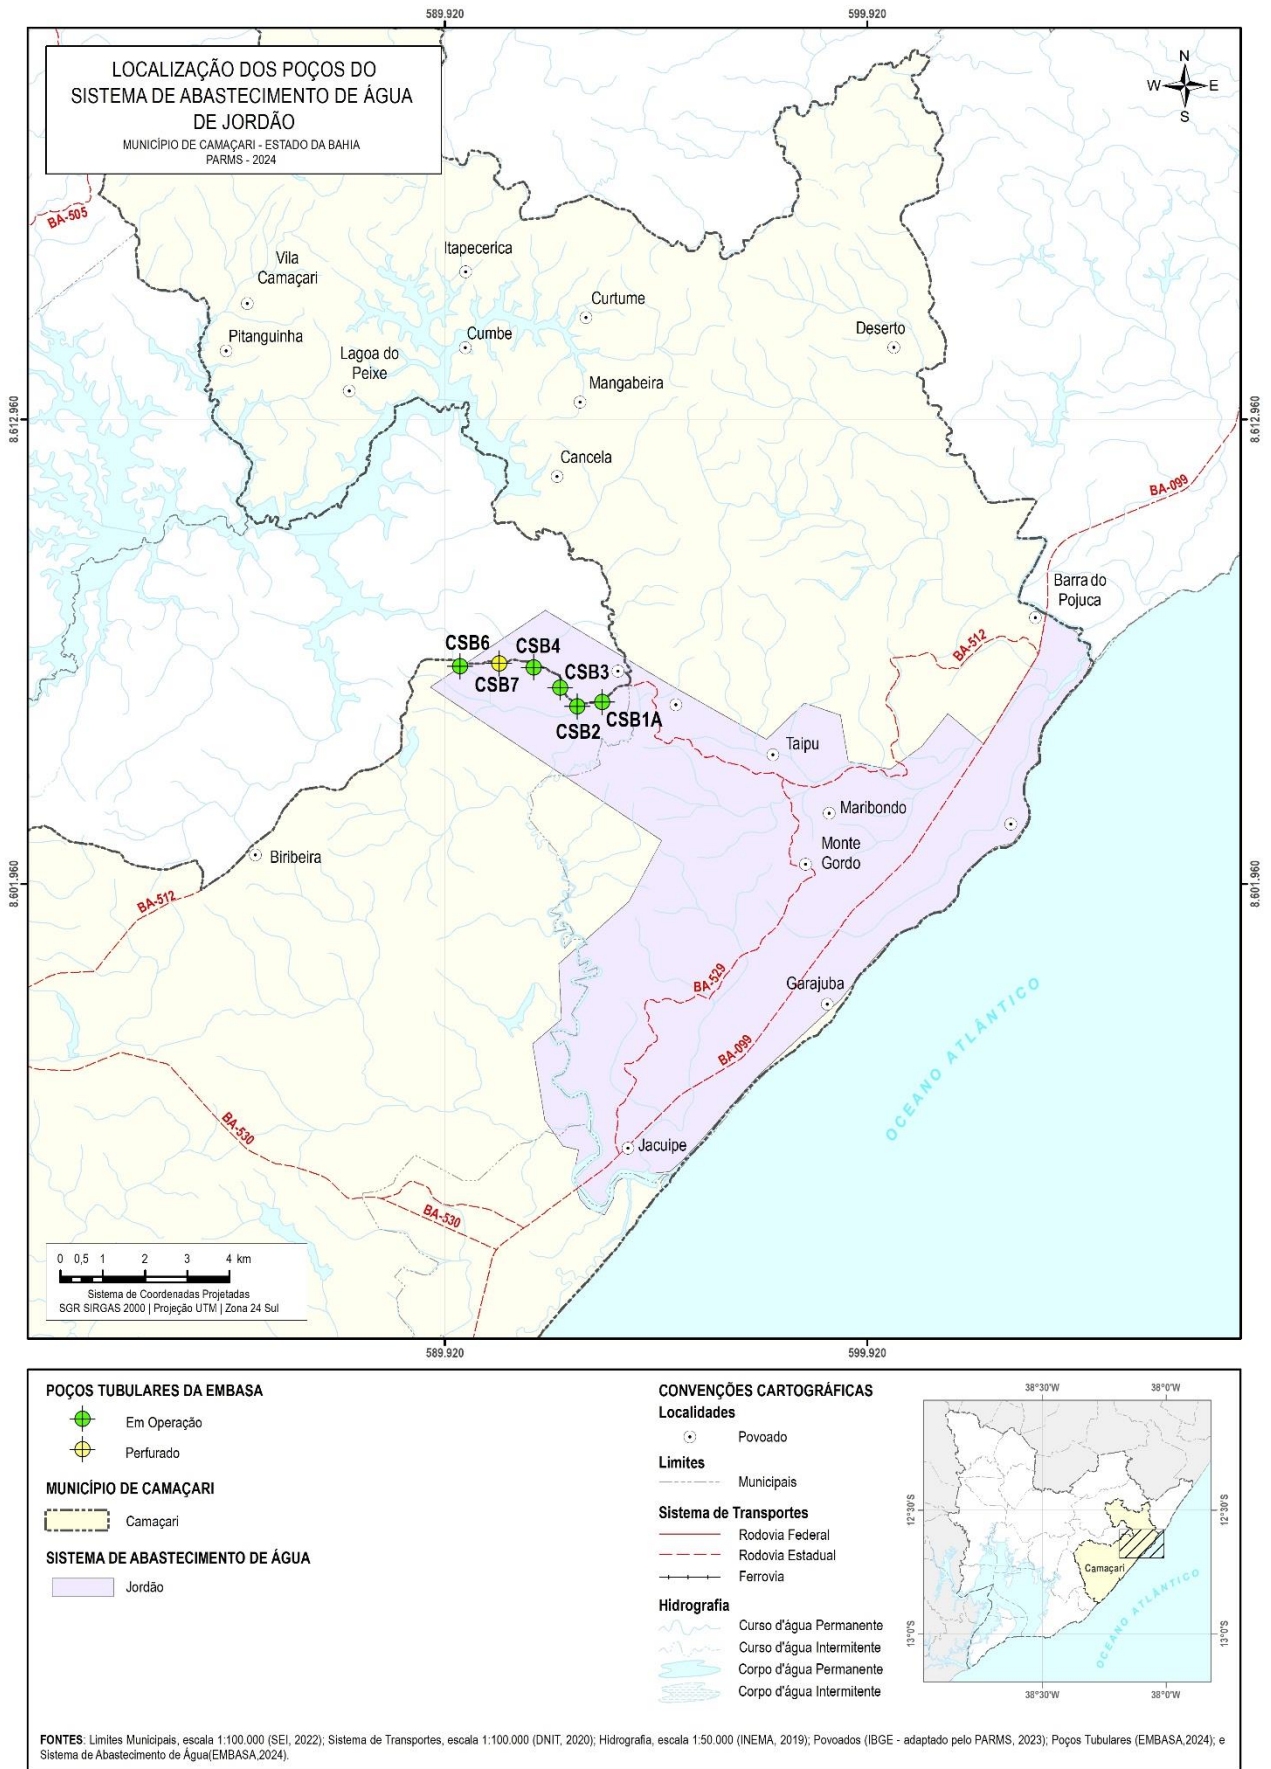 589.920
599.920
LOCALIZAÇÃO DOS POÇOS DO
SISTEMA DE ABASTECIMENTO DE ÁGUA
DE JORDÃO
MUNICÍPIO DE CAMAÇARI - ESTADO DA BAHIA
PARMS - 2024
N
W
E
S
BA-505
Vila
Camaçari
Itapecerica
Curtume
Pitanguinha
Lagoa do
Peixe
Cumbe
Deserto
Mangabeira
8.612.960
8.612.960
Cancela
BA-099
Barra do
Pojuca
BA-512
CSB6
CSB4
CSB7
CSB3
CSB2
CSB1A
Taipu
Maribondo
Monte
Gordo
Biribeira
8.601.960
8.601.960
BA-512
BA-529
Garajuba
BA-099
OCEANO ATLÂNTICO
BA-530
Jacuipe
BA-530
0 0,5 1 2 3 4 km
Sistema de Coordenadas Projetadas
SGR SIRGAS 2000 | Projeção UTM | Zona 24 Sul
589.920
599.920
POÇOS TUBULARES DA EMBASA
Em Operação
Perfurado
MUNICÍPIO DE CAMAÇARI
Camaçari
SISTEMA DE ABASTECIMENTO DE ÁGUA
Jordão
CONVENÇÕES CARTOGRÁFICAS
Localidades
Povoado
Limites
Municipais
Sistema de Transportes
Rodovia Federal
Rodovia Estadual
Ferrovia
Hidrografia
Curso d'água Permanente
Curso d'água Intermitente
Corpo d'água Permanente
Corpo d'água Intermitente
38°30'W
38°0'W
12°30'S
12°30'S
Camaçari
OCEANO ATLÂNTICO
13°0'S
13°0'S
38°30'W
38°0'W
FONTES: Limites Municipais, escala 1:100.000 (SEI, 2022); Sistema de Transportes, escala 1:100.000 (DNIT, 2020); Hidrografia, escala 1:50.000 (INEMA, 2019); Povoados (IBGE - adaptado pelo PARMS, 2023); Poços Tubulares (EMBASA,2024); e
Sistema de Abastecimento de Água(EMBASA,2024).